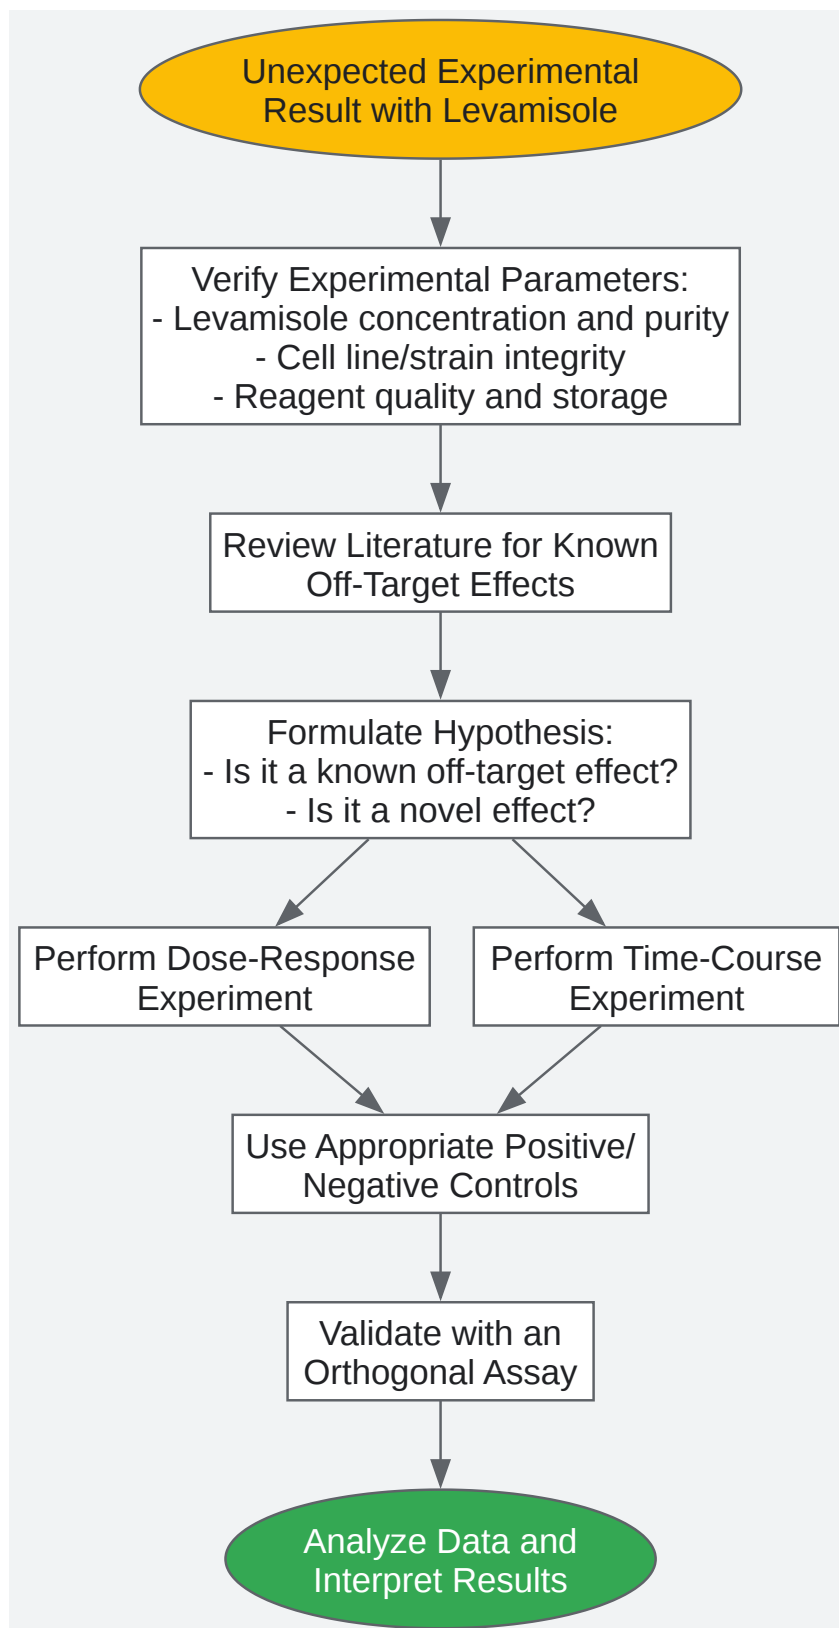 Unexpected Experimental
Result with Levamisole
Verify Experimental Parameters:
- Levamisole concentration and purity
- Cell line/strain integrity
- Reagent quality and storage
Review Literature for Known
Off-Target Effects
Formulate Hypothesis:
- Is it a known off-target effect?
- Is it a novel effect?
Perform Dose-Response
Experiment
Perform Time-Course
Experiment
Use Appropriate Positive/
Negative Controls
Validate with an
Orthogonal Assay
Analyze Data and
Interpret Results